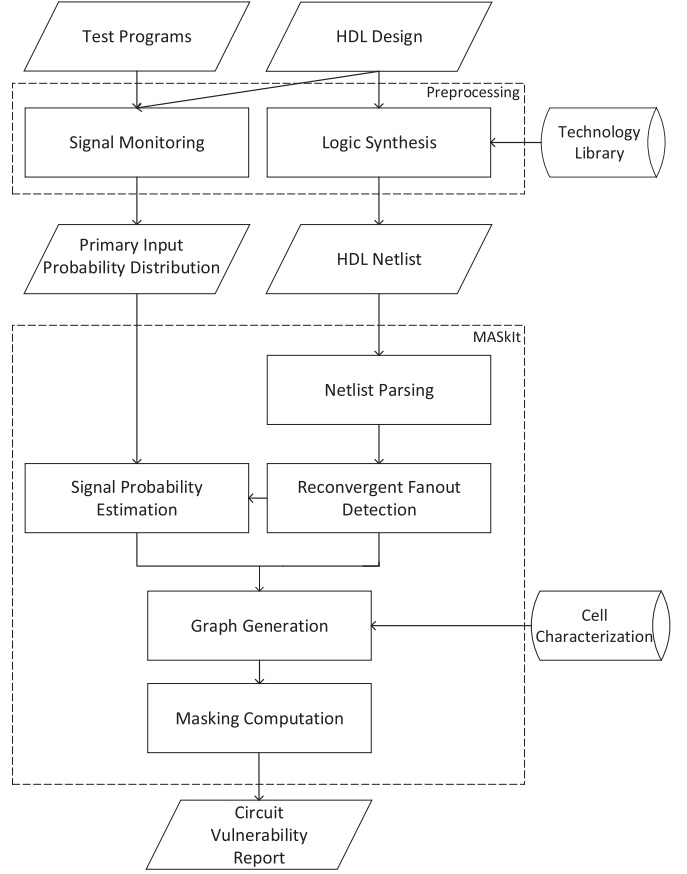 Test Programs
HDL Design
Preprocessing
Signal Monitoring
Logic Synthesis
Technology
Library
Primary Input
Probability Distribution
HDL Netlist
MASkIt
Netlist Parsing
Signal Probability
Estimation
Reconvergent Fanout
Detection
Graph Generation
Cell
Characterization
Masking Computation
Circuit
Vulnerability
Report